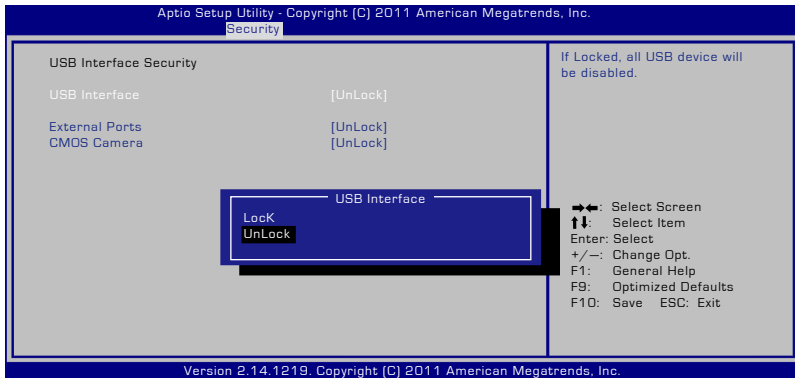 Aptio Setup Utility - Copyright (C) 2011 American Megatrends, Inc.
Security
USB Interface Security
USB Interface [UnLock]
External Ports [UnLock]
CMOS Camera [UnLock]
USB Interface
LocK
UnLock
If Locked, all USB device will
be disabled.
→←: Select Screen
↑↓: Select Item
Enter: Select
+/—: Change Opt.
F1: General Help
F9: Optimized Defaults
F10: Save ESC: Exit
Version 2.14.1219. Copyright (C) 2011 American Megatrends, Inc.